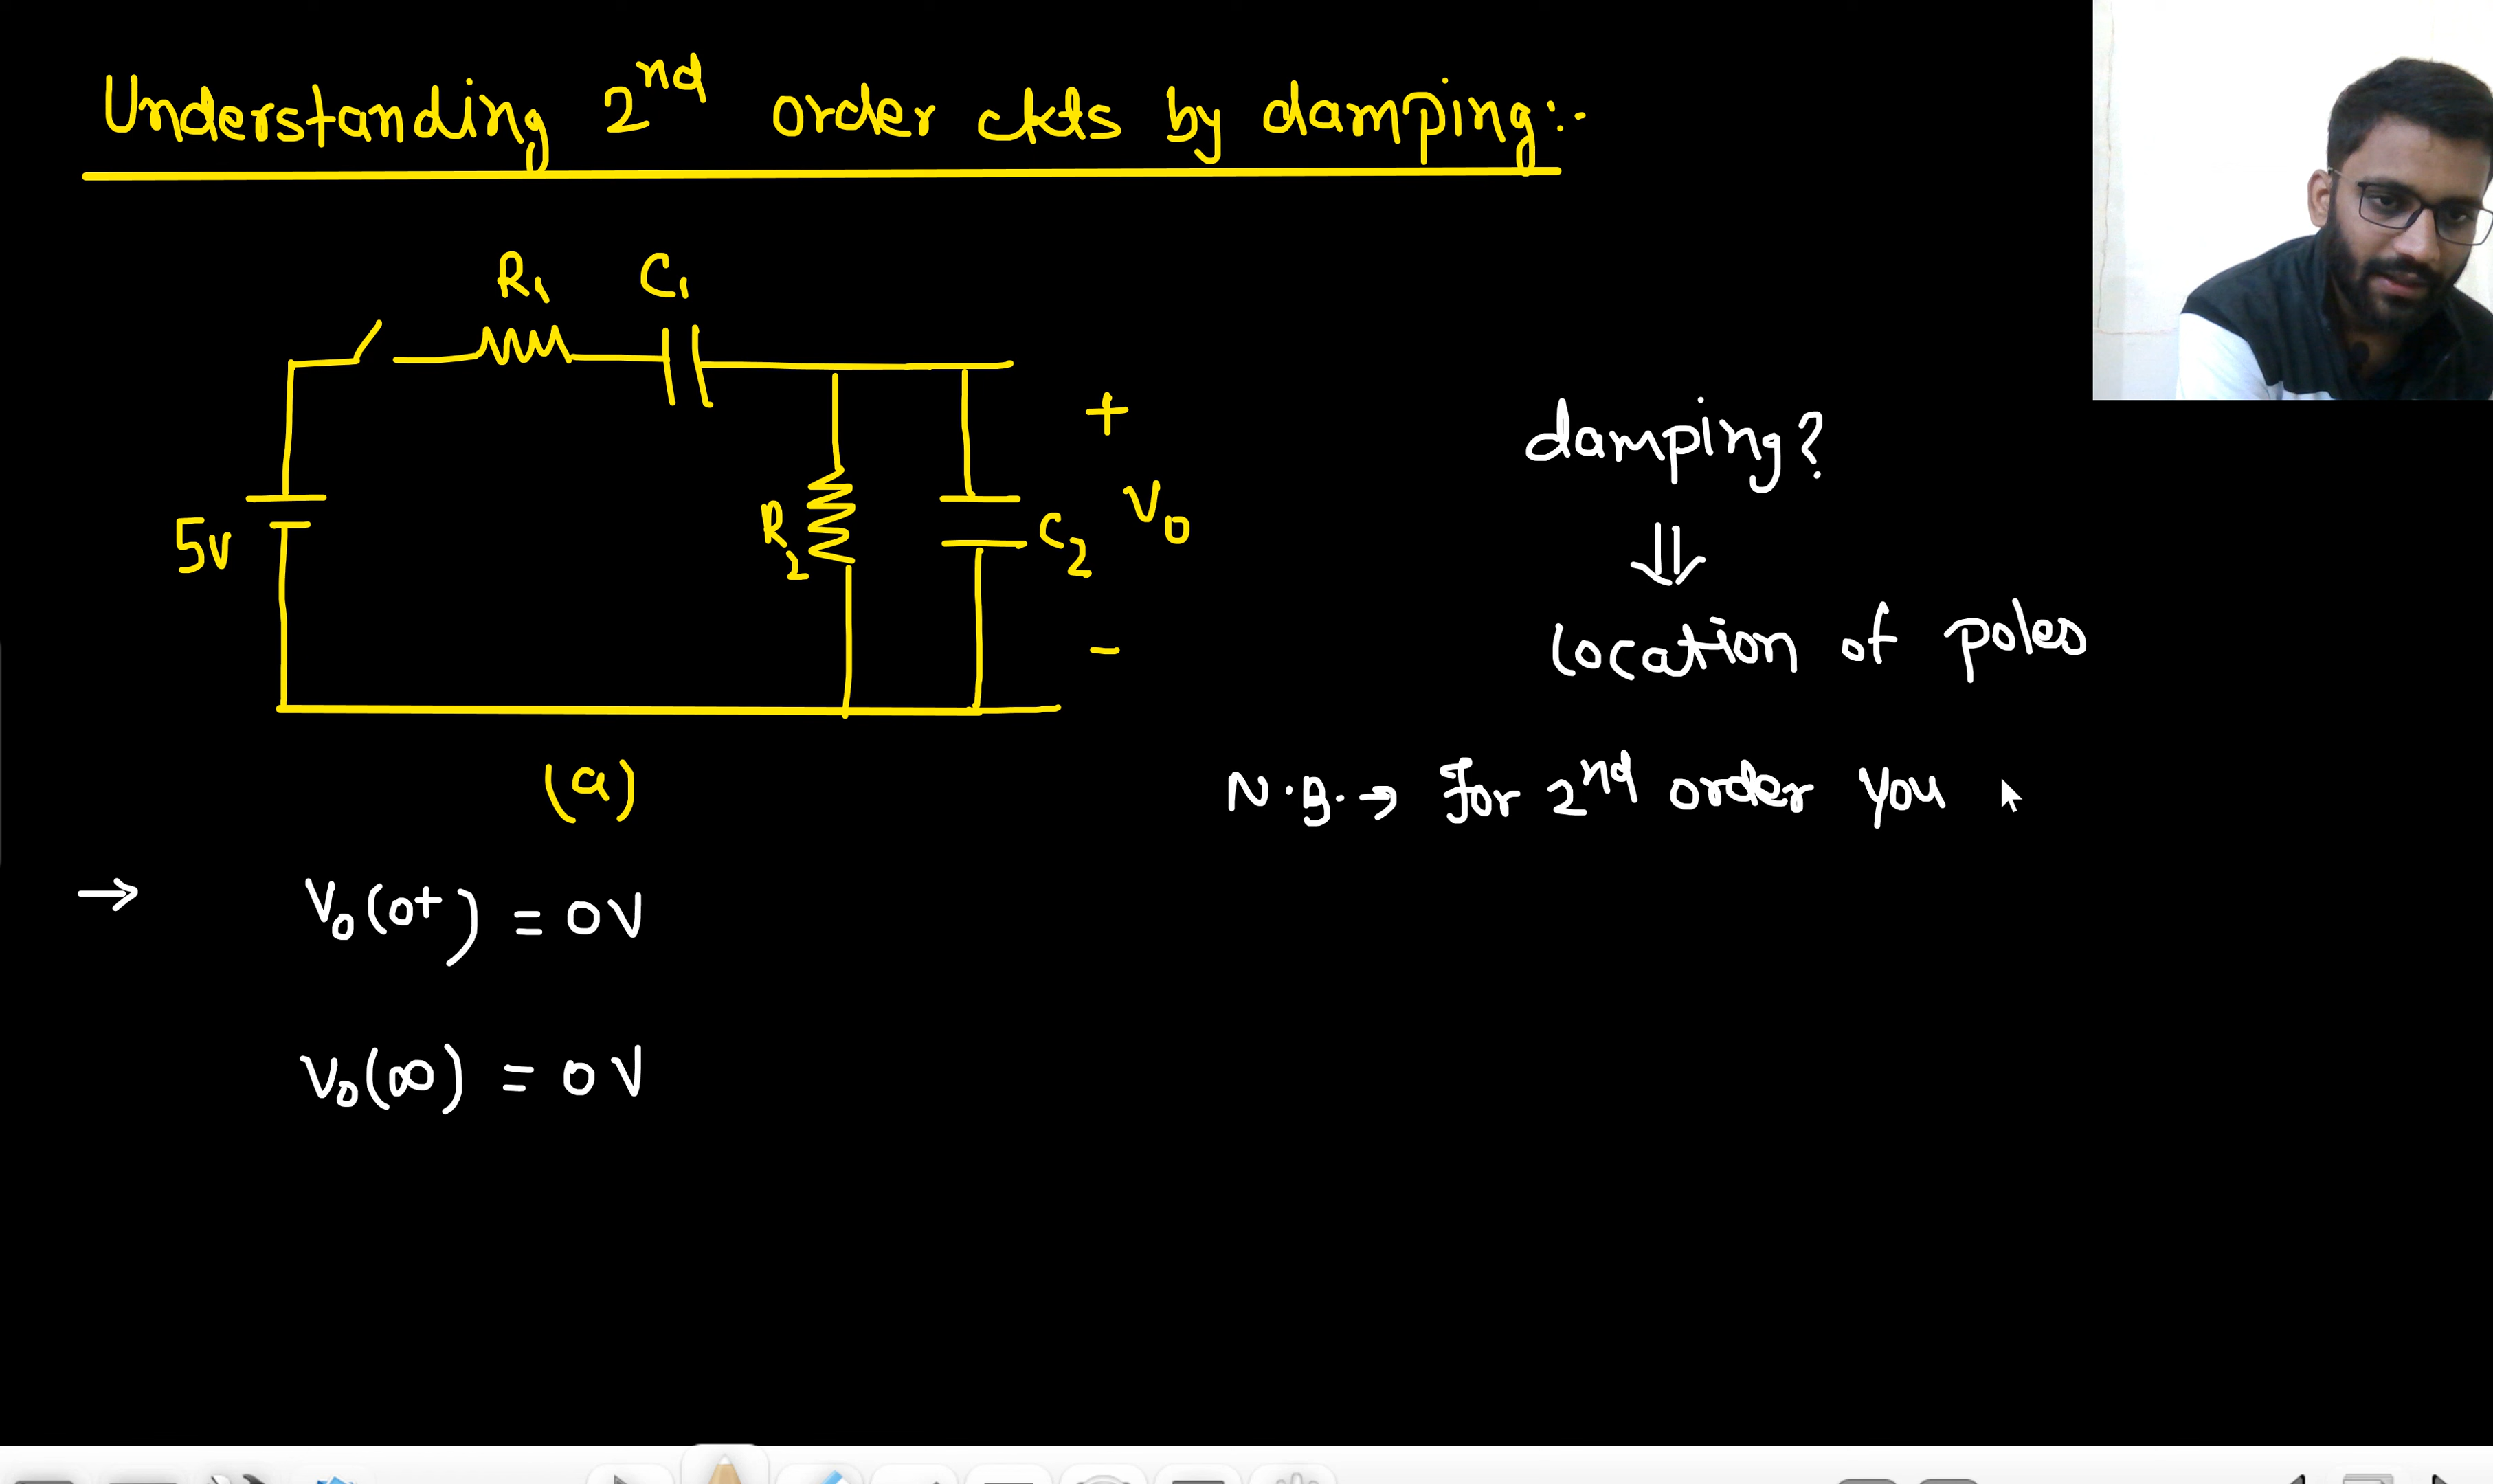 Understanding 2nd order ckts by damping:-
R1 C1
+
damping?
5v R2 C2 Vo
-
location of poles
(a)
N.B. → for 2nd order you
→ Vo(0+) = 0V
Vo(∞) = 0V